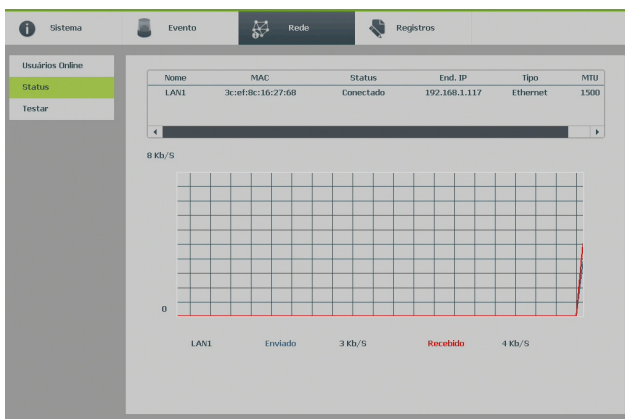 Sistema Evento Rede Registros
Usuários Online
Status
Testar
Nome MAC Status End. IP Tipo MTU
LAN1 3c:ef:8c:16:27:68 Conectado 192.168.1.117 Ethernet 1500
8 Kb/S
0
LAN1 Enviado 3 Kb/S Recebido 4 Kb/S